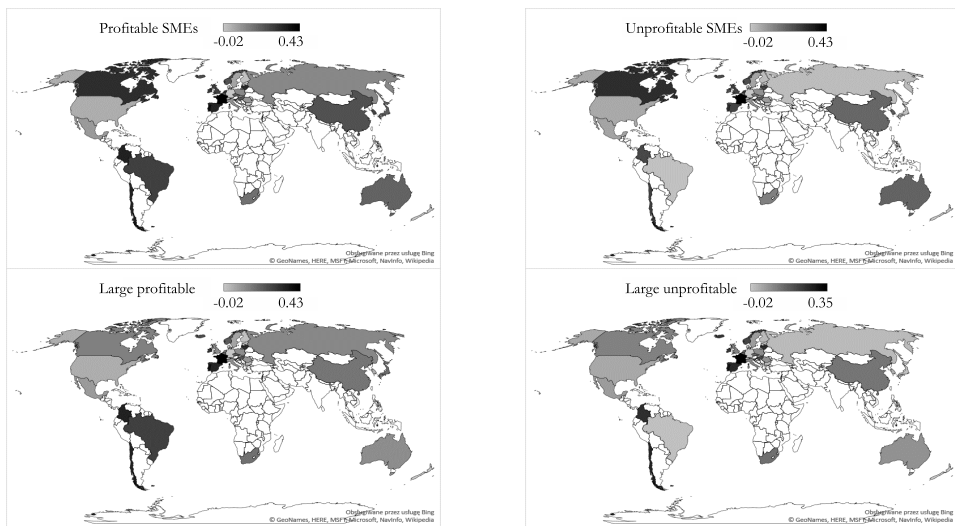 Profitable SMEs
-0.02 0.43
Obsługiwane przez usługę Bing
© GeoNames, HERE, MSFT, Microsoft, NavInfo, Wikipedia
Unprofitable SMEs
-0.02 0.43
Obsługiwane przez usługę Bing
© GeoNames, HERE, MSFT, Microsoft, NavInfo, Wikipedia
Large profitable
-0.02 0.43
Obsługiwane przez usługę Bing
© GeoNames, HERE, MSFT, Microsoft, NavInfo, Wikipedia
Large unprofitable
-0.02 0.35
Obsługiwane przez usługę Bing
© GeoNames, HERE, MSFT, Microsoft, NavInfo, Wikipedia